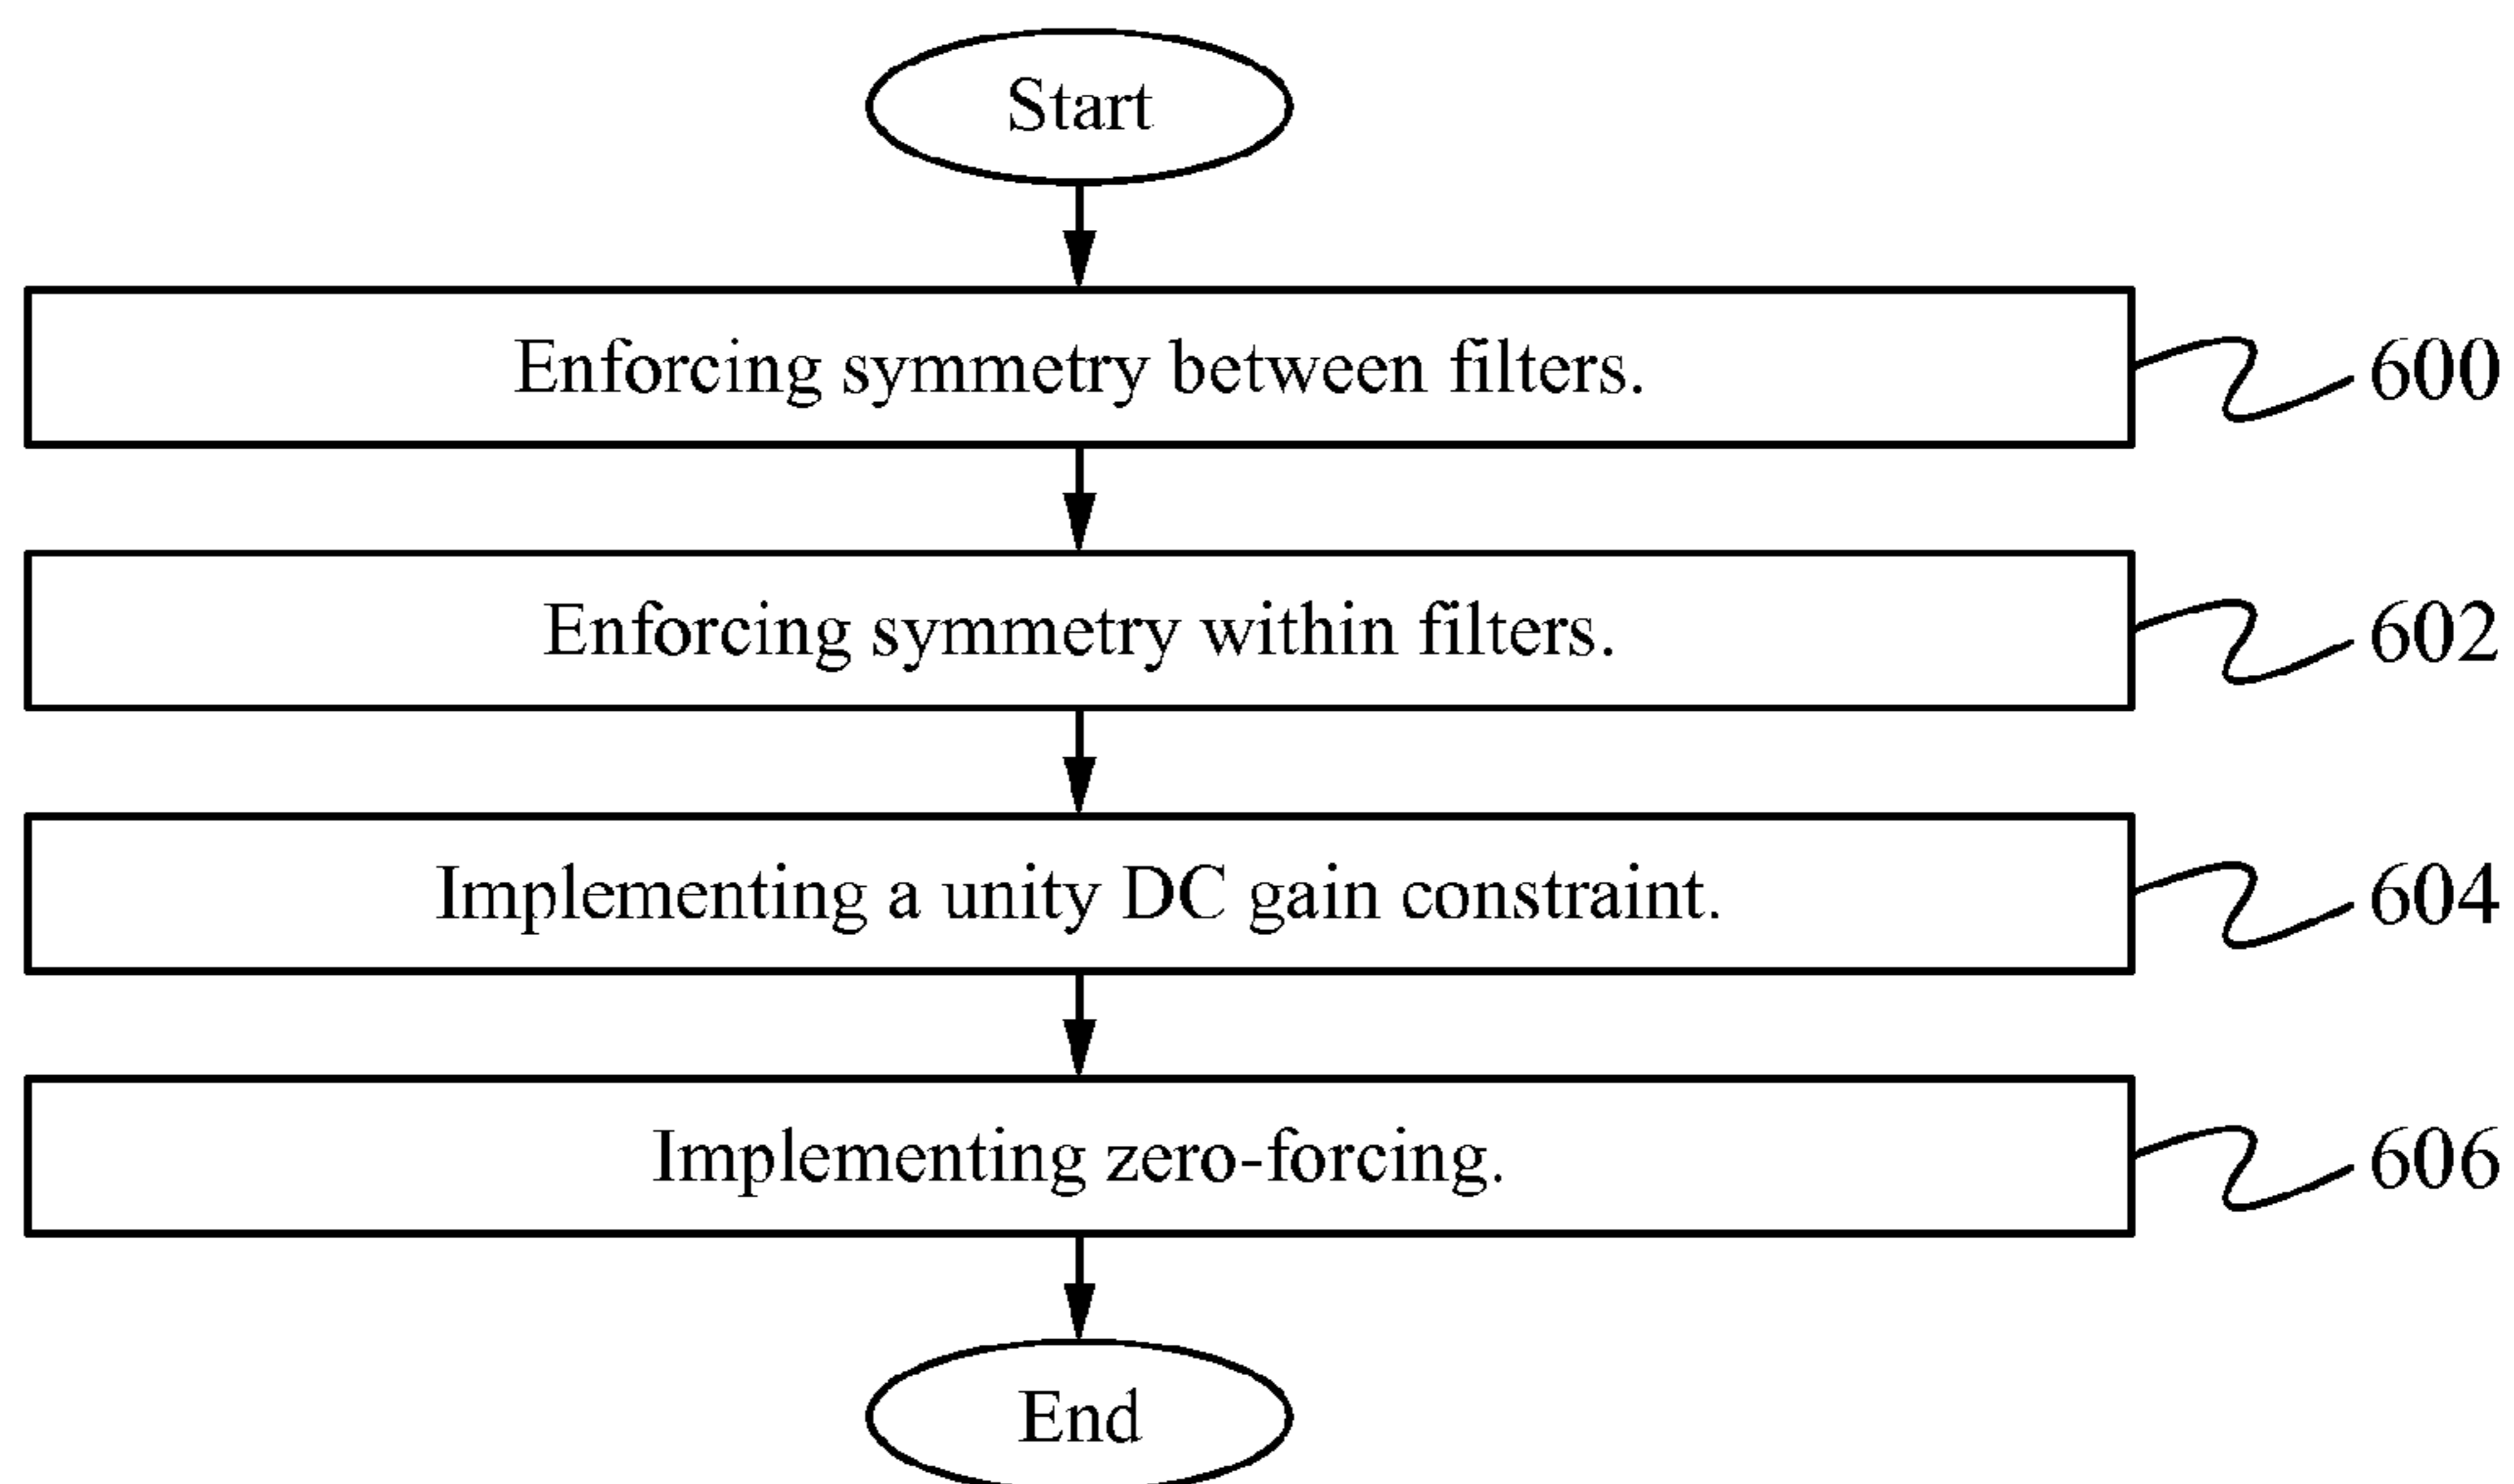 Start
Enforcing symmetry between filters.
600
Enforcing symmetry within filters.
602
Implementing a unity DC gain constraint.
604
Implementing zero-forcing.
606
End